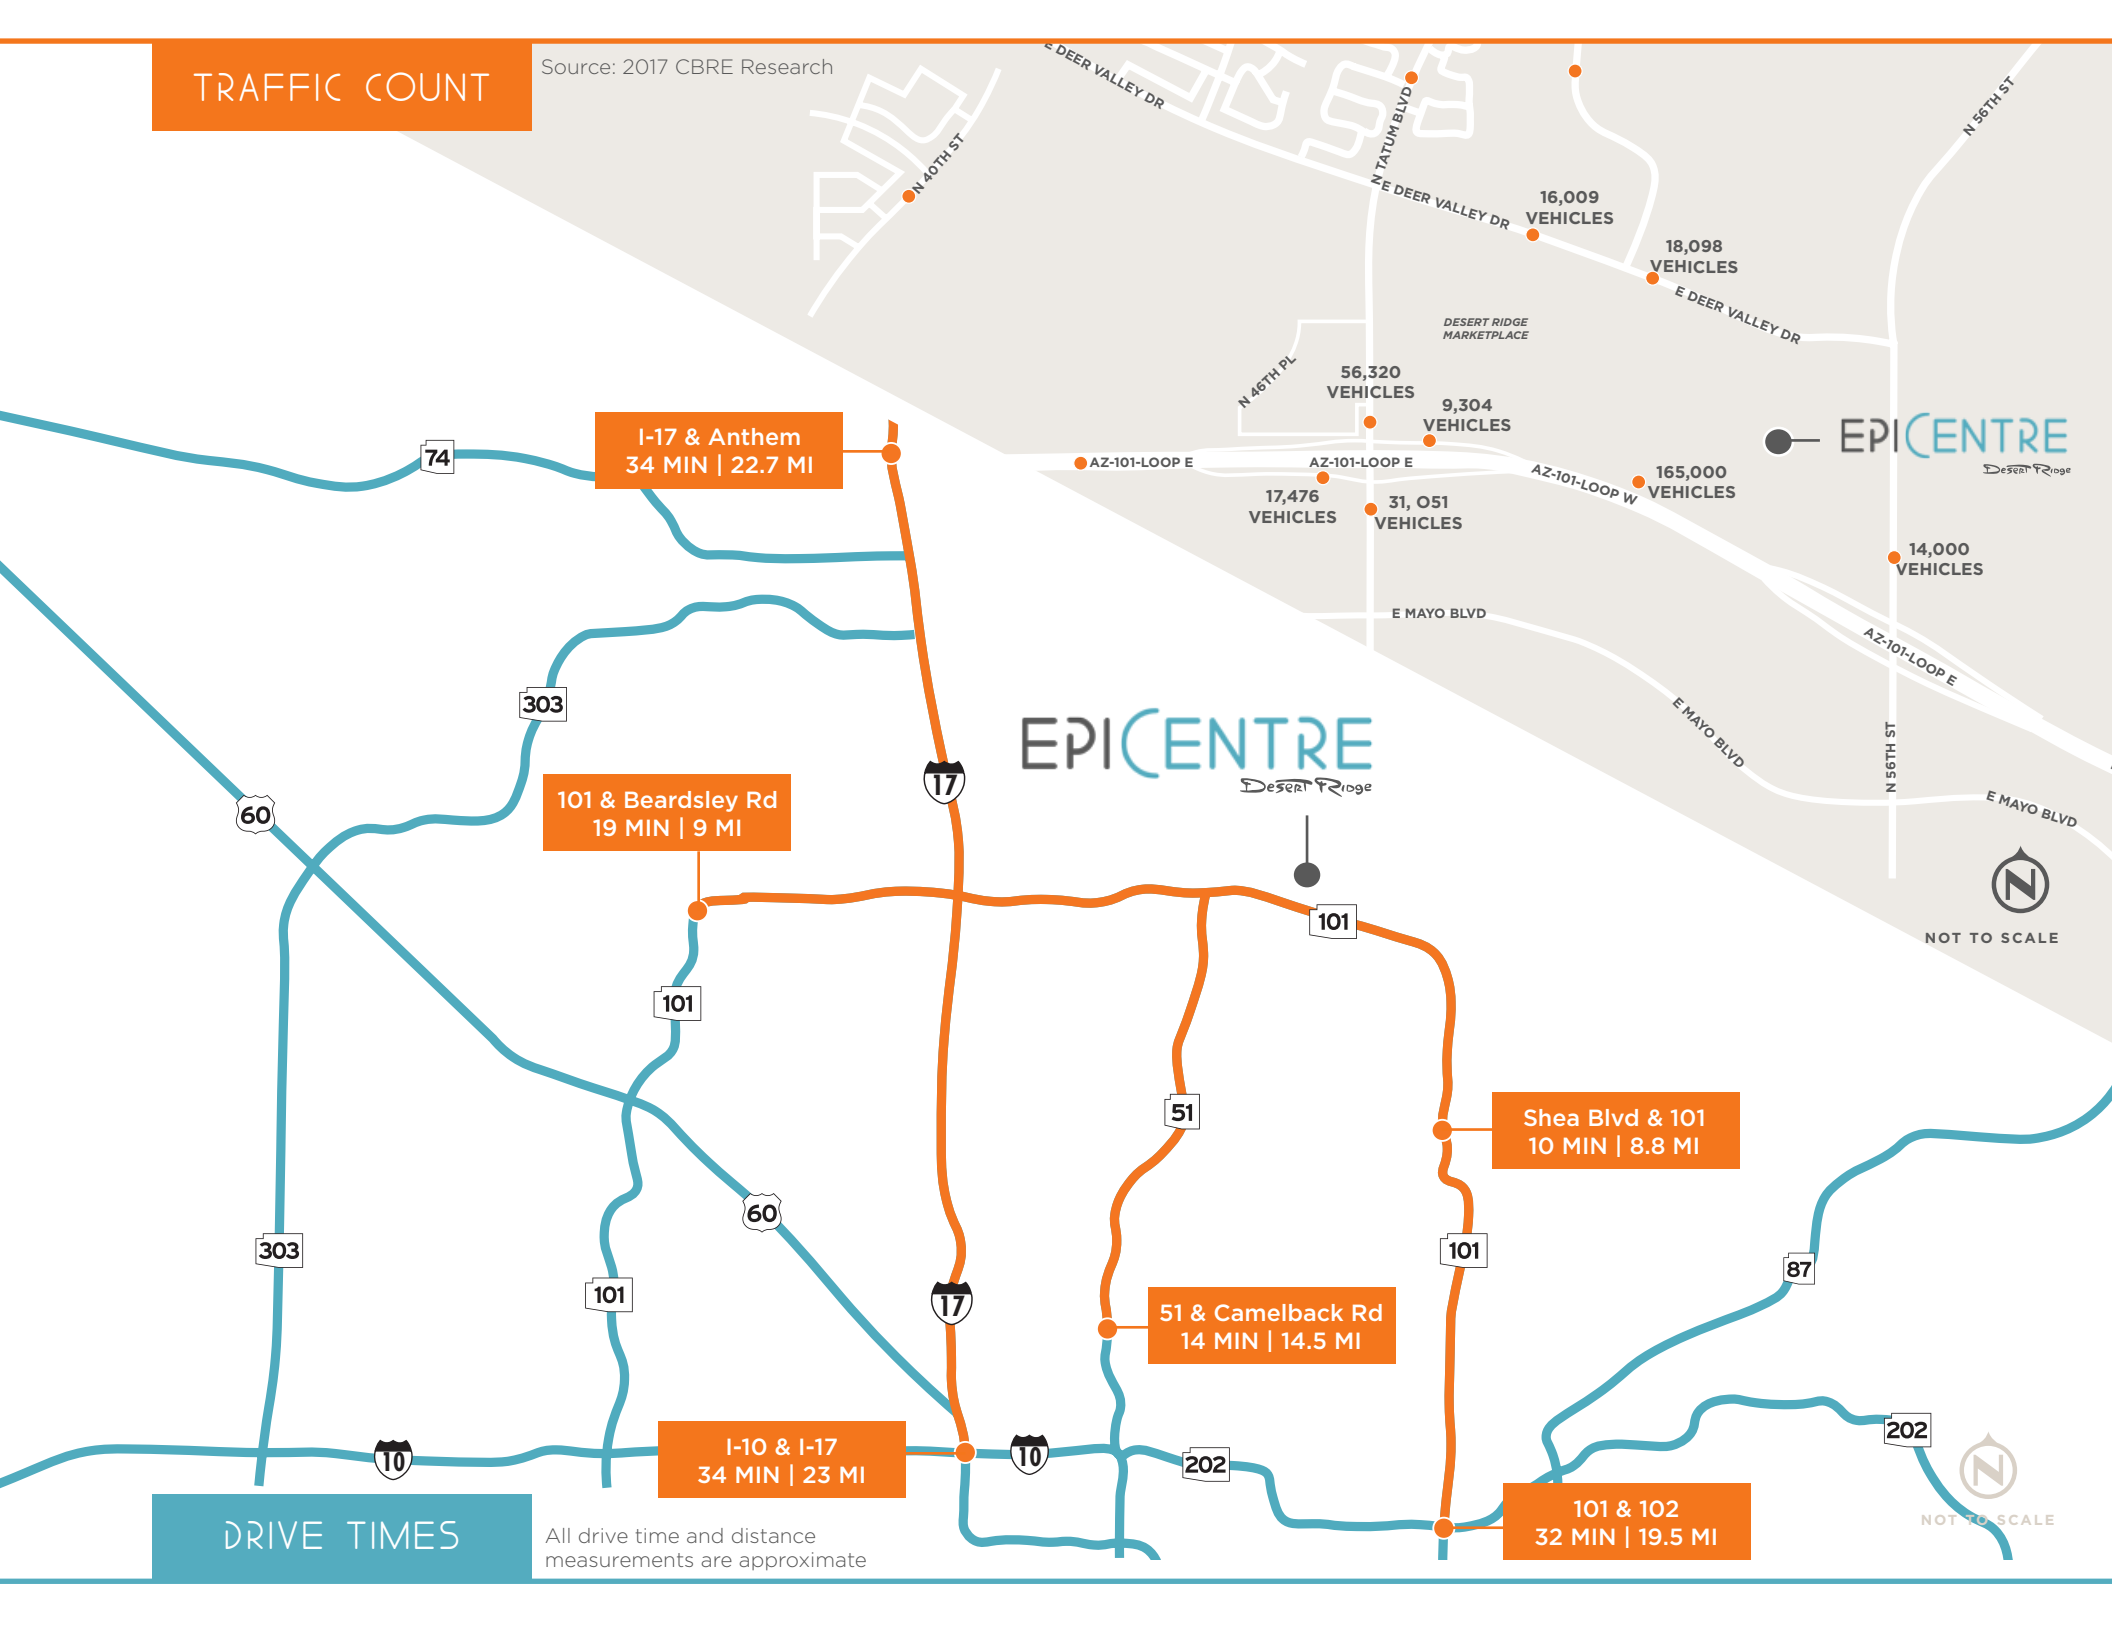 TRAFFIC COUNT
Source: 2017 CBRE Research
E DEER VALLEY DR
N 40TH ST
N TATUM BLVD
N 56TH ST
E DEER VALLEY DR
16,009
VEHICLES
18,098
VEHICLES
E DEER VALLEY DR
DESERT RIDGE
MARKETPLACE
N 46TH PL
56,320
VEHICLES
9,304
VEHICLES
EPICENTRE
Desert Ridge
AZ-101-LOOP E
AZ-101-LOOP E
AZ-101-LOOP W
165,000
VEHICLES
17,476
VEHICLES
31, O51
VEHICLES
14,000
VEHICLES
E MAYO BLVD
AZ-101-LOOP E
E MAYO BLVD
N 56TH ST
E MAYO BLVD
N
NOT TO SCALE
I-17 & Anthem
34 MIN | 22.7 MI
74
303
17
EPICENTRE
Desert Ridge
60
101 & Beardsley Rd
19 MIN | 9 MI
101
101
51
Shea Blvd & 101
10 MIN | 8.8 MI
60
303
101
87
101
17
51 & Camelback Rd
14 MIN | 14.5 MI
I-10 & I-17
34 MIN | 23 MI
10
10
202
202
N
NOT TO SCALE
101 & 102
32 MIN | 19.5 MI
DRIVE TIMES
All drive time and distance
measurements are approximate